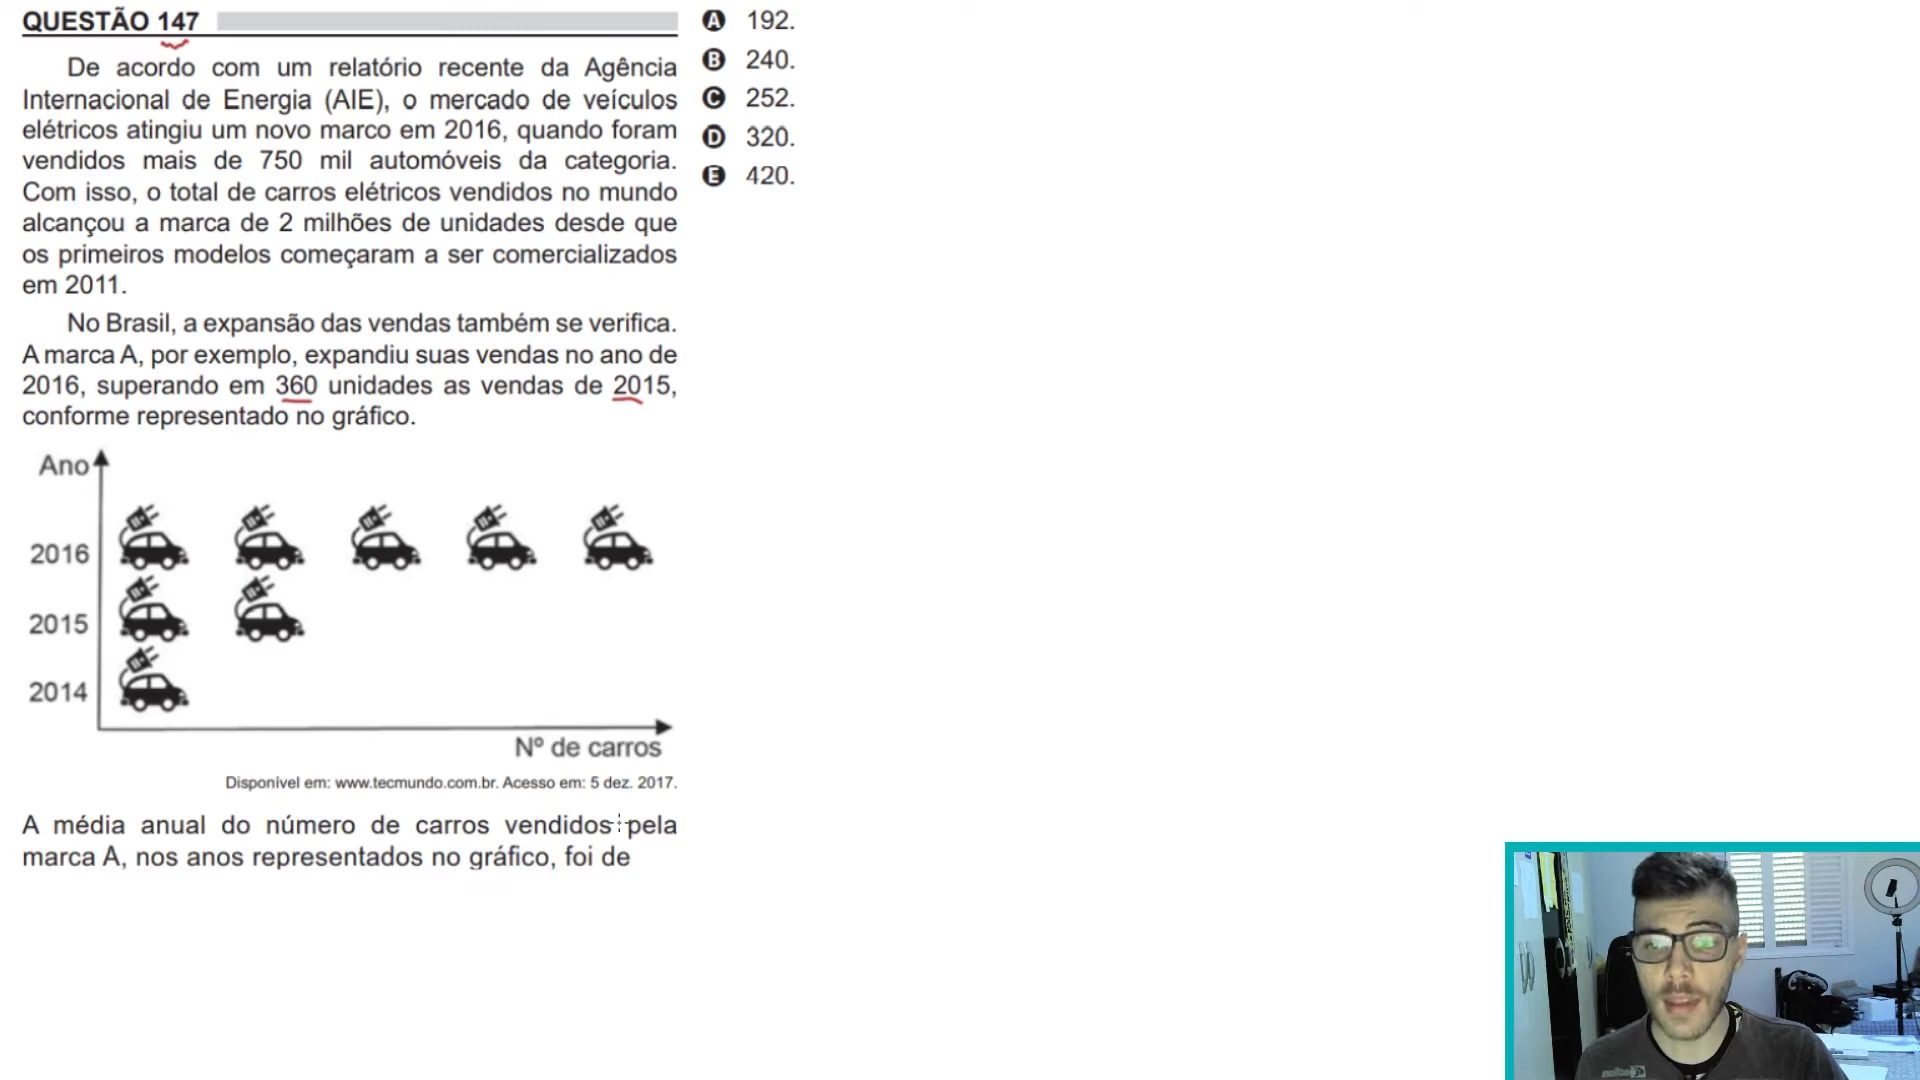 QUESTÃO 147
De acordo com um relatório recente da Agência
Internacional de Energia (AIE), o mercado de veículos
elétricos atingiu um novo marco em 2016, quando foram
vendidos mais de 750 mil automóveis da categoria.
Com isso, o total de carros elétricos vendidos no mundo
alcançou a marca de 2 milhões de unidades desde que
os primeiros modelos começaram a ser comercializados
em 2011.
No Brasil, a expansão das vendas também se verifica.
A marca A, por exemplo, expandiu suas vendas no ano de
2016, superando em 360 unidades as vendas de 2015,
conforme representado no gráfico.
Ano
2016
2015
2014
Nº de carros
Disponível em: www.tecmundo.com.br. Acesso em: 5 dez. 2017.
A média anual do número de carros vendidos pela
marca A, nos anos representados no gráfico, foi de
A 192.
B 240.
C 252.
D 320.
E 420.